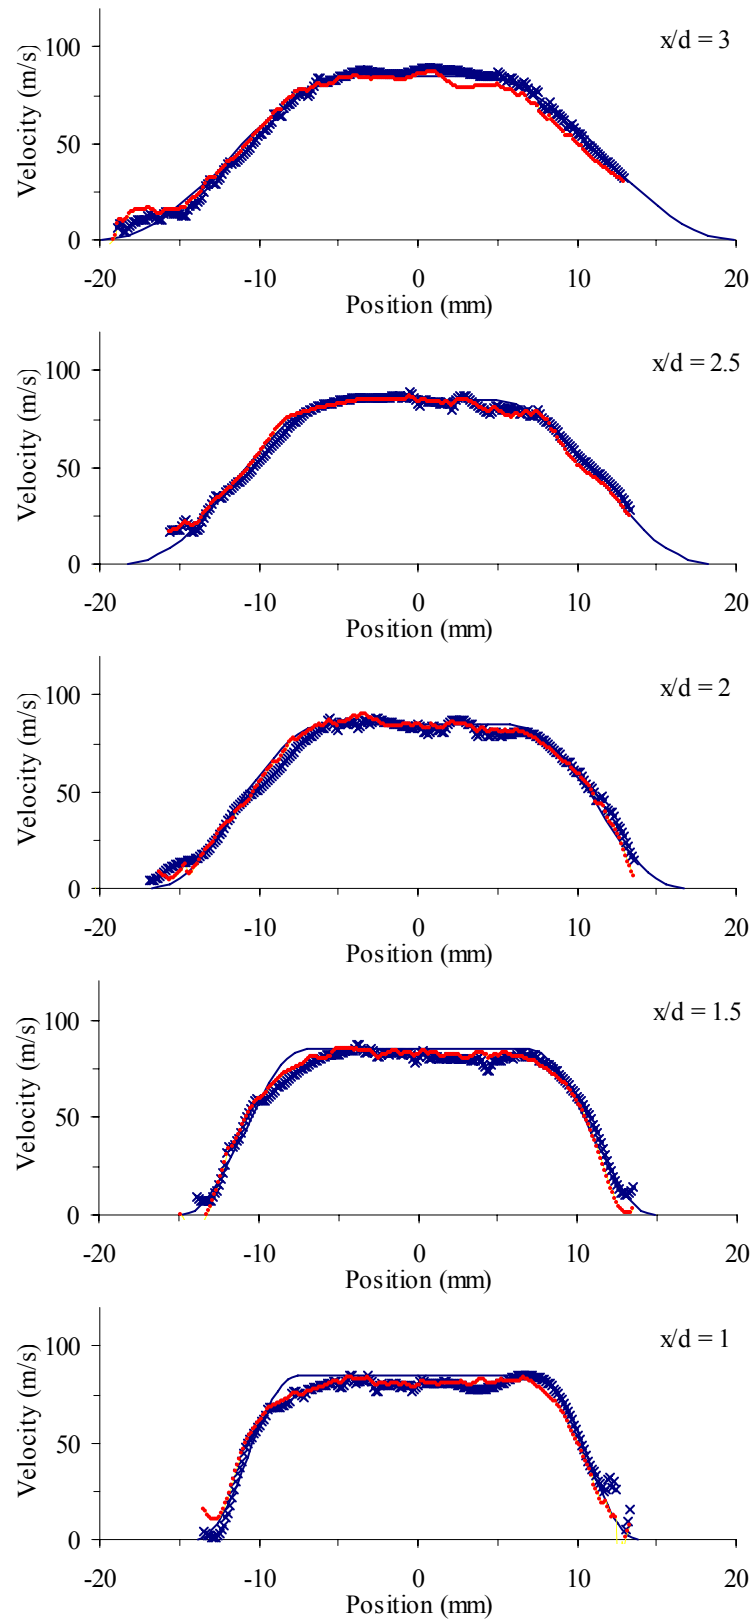 x/d = 3
Velocity (m/s)
100
50
0
-20 -10 0 10 20
Position (mm)
x/d = 2.5
Velocity (m/s)
100
50
0
-20 -10 0 10 20
Position (mm)
x/d = 2
Velocity (m/s)
100
50
0
-20 -10 0 10 20
Position (mm)
x/d = 1.5
Velocity (m/s)
100
50
0
-20 -10 0 10 20
Position (mm)
x/d = 1
Velocity (m/s)
100
50
0
-20 -10 0 10 20
Position (mm)